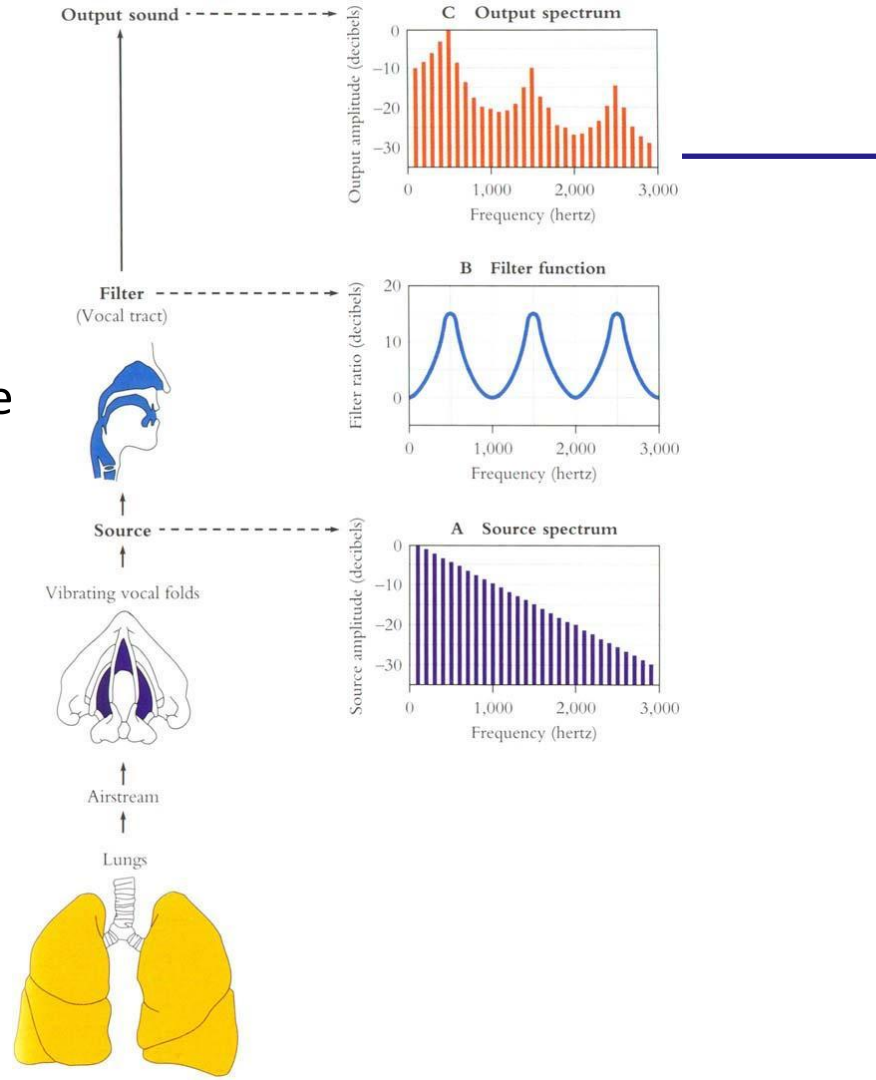 Output sound
C Output spectrum
Output amplitude (decibels)
0
−10
−20
−30
0 1,000 2,000 3,000
Frequency (hertz)
Filter
(Vocal tract)
B Filter function
Filter ratio (decibels)
20
10
0
0 1,000 2,000 3,000
Frequency (hertz)
e
Source
A Source spectrum
Source amplitude (decibels)
0
−10
−20
−30
0 1,000 2,000 3,000
Frequency (hertz)
Vibrating vocal folds
Airstream
Lungs